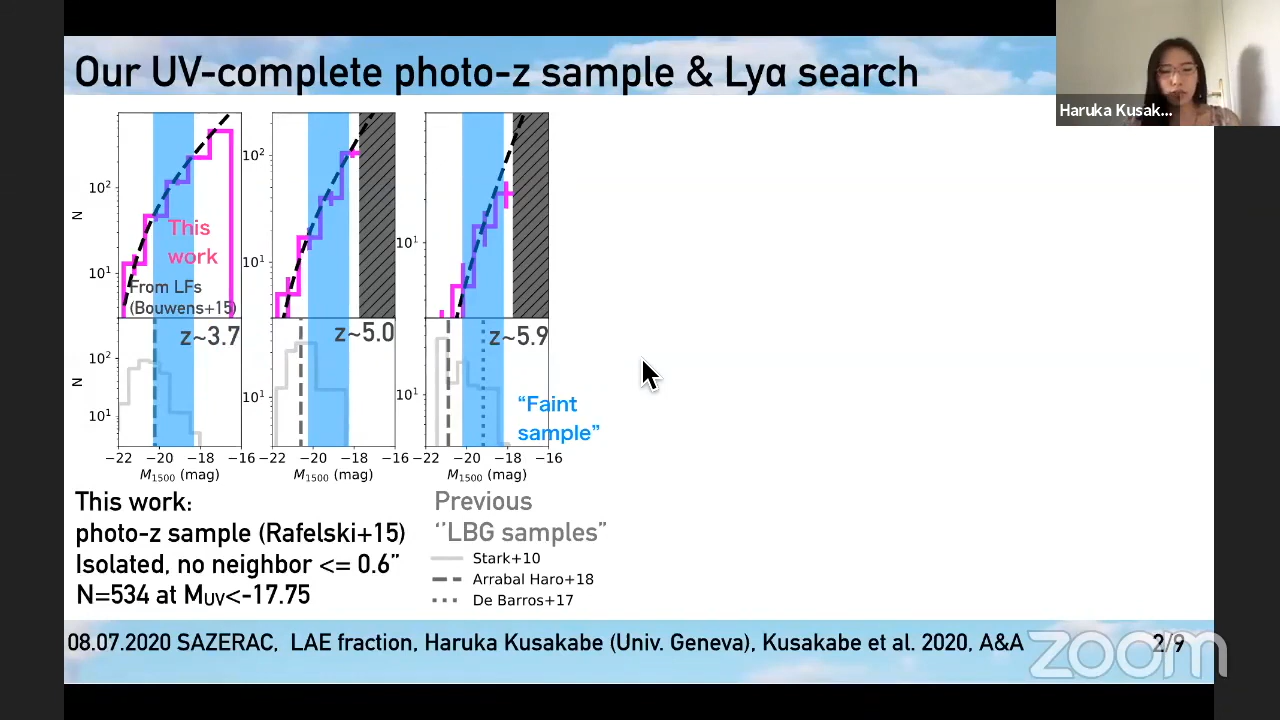 Our UV-complete photo-z sample & Lyα search
Haruka Kusak...
N
10²
10¹
This
work
From LFs
(Bouwens+15)
10²
10¹
10¹
N
10²
10¹
z~3.7
10¹
z~5.0
10¹
z~5.9
"Faint
sample"
−22 −20 −18 −16
M1500 (mag)
−22 −20 −18 −16
M1500 (mag)
−22 −20 −18 −16
M1500 (mag)
This work:
photo-z sample (Rafelski+15)
Isolated, no neighbor <= 0.6”
N=534 at MUV<-17.75
Previous
‘’LBG samples”
Stark+10
Arrabal Haro+18
De Barros+17
08.07.2020 SAZERAC, LAE fraction, Haruka Kusakabe (Univ. Geneva), Kusakabe et al. 2020, A&A
2/9
zoom